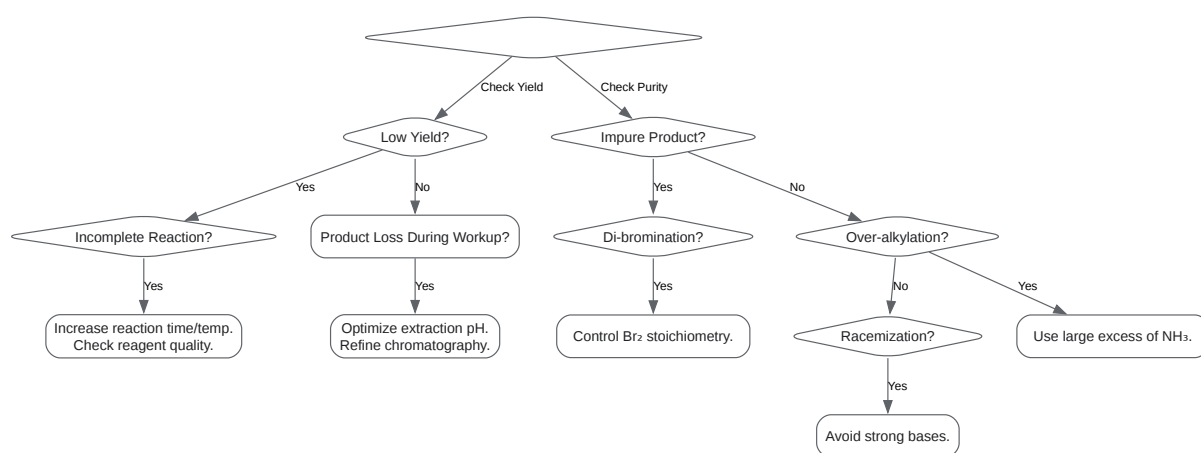 Check Yield
Check Purity
Low Yield?
Impure Product?
Yes
No
Yes
No
Incomplete Reaction?
Product Loss During Workup?
Di-bromination?
Over-alkylation?
Yes
Yes
Yes
No
Yes
Increase reaction time/temp.
Check reagent quality.
Optimize extraction pH.
Refine chromatography.
Control Br₂ stoichiometry.
Racemization?
Use large excess of NH₃.
Yes
Avoid strong bases.